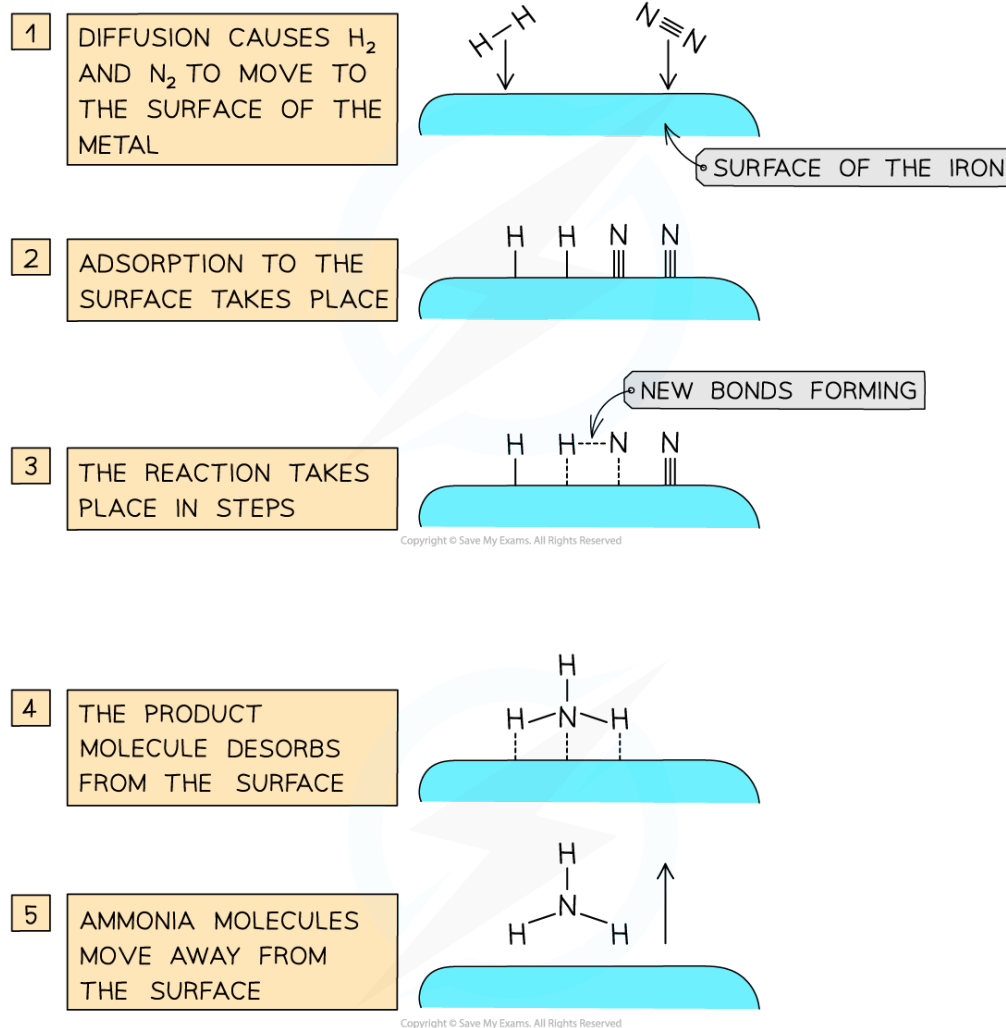 1
DIFFUSION CAUSES H₂
AND N₂ TO MOVE TO
THE SURFACE OF THE
METAL
H–H
N≡N
SURFACE OF THE IRON
2
ADSORPTION TO THE
SURFACE TAKES PLACE
H H N N
3
THE REACTION TAKES
PLACE IN STEPS
NEW BONDS FORMING
H H N N
Copyright © Save My Exams. All Rights Reserved
4
THE PRODUCT
MOLECULE DESORBS
FROM THE SURFACE
H
H N H
5
AMMONIA MOLECULES
MOVE AWAY FROM
THE SURFACE
H
N
H H
Copyright © Save My Exams. All Rights Reserved